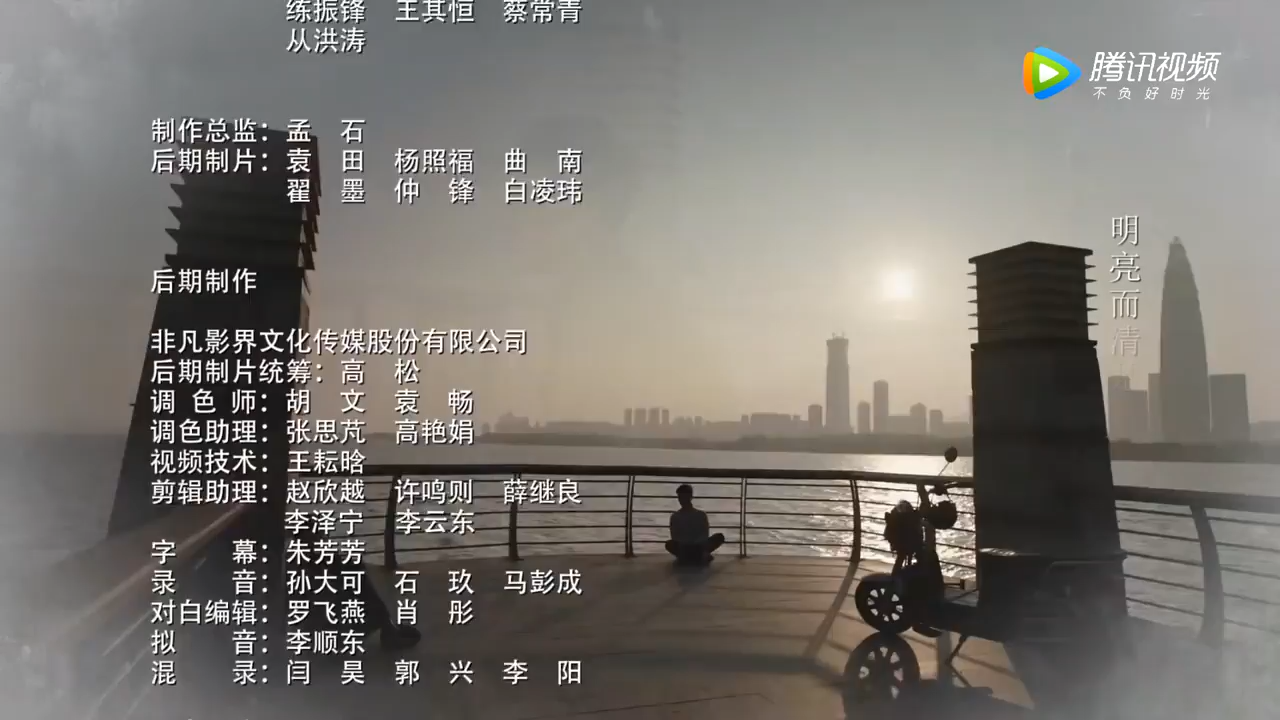 练振锋 王其恒 蔡常青
从洪涛
制作总监：孟 石
后期制片：袁 田 杨照福 曲 南
翟 墨 仲 锋 白凌玮
后期制作
非凡影界文化传媒股份有限公司
后期制片统筹：高 松
调 色 师：胡 文 袁 畅
调色助理：张思芃 高艳娟
视频技术：王耘晗
剪辑助理：赵欣越 许鸣则 薛继良
李泽宁 李云东
字 幕：朱芳芳
录 音：孙大可 石 玖 马彭成
对白编辑：罗飞燕 肖 彤
拟 音：李顺东
混 录：闫 昊 郭 兴 李 阳
腾讯视频
不负好时光
明亮而清